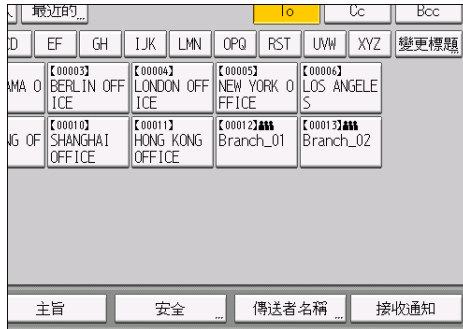 最近的... To Cc Bcc
CD EF GH IJK LMN OPQ RST UVW XYZ 變更標題
【00003】 【00004】 【00005】 【00006】
AMA O BERLIN OFF LONDON OFF NEW YORK O LOS ANGELE
ICE ICE FFICE S
【00010】 【00011】 【00012】 【00013】
NG OF SHANGHAI HONG KONG Branch_01 Branch_02
OFFICE OFFICE
主旨 安全... 傳送者名稱... 接收通知